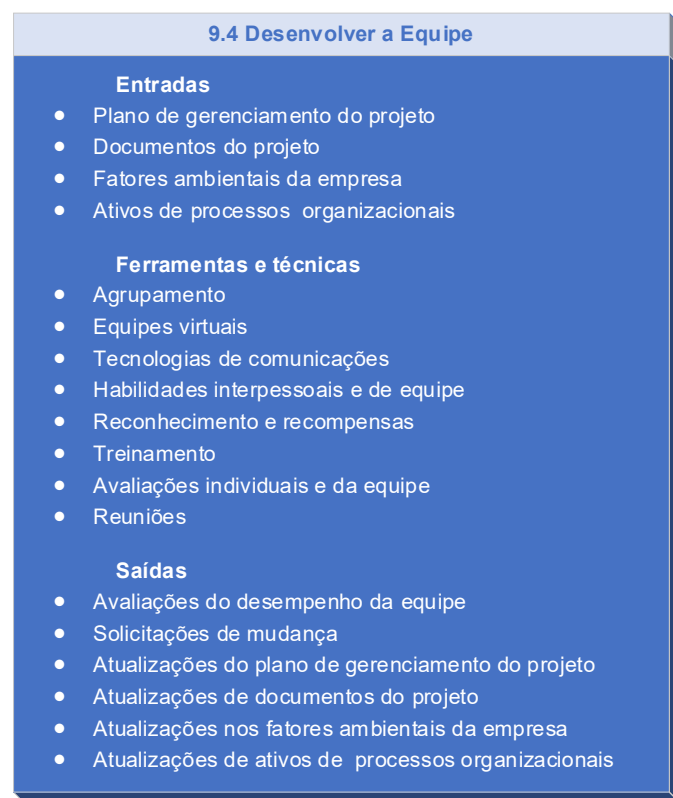 9.4 Desenvolver a Equipe
Entradas
● Plano de gerenciamento do projeto
● Documentos do projeto
● Fatores ambientais da empresa
● Ativos de processos organizacionais
Ferramentas e técnicas
● Agrupamento
● Equipes virtuais
● Tecnologias de comunicações
● Habilidades interpessoais e de equipe
● Reconhecimento e recompensas
● Treinamento
● Avaliações individuais e da equipe
● Reuniões
Saídas
● Avaliações do desempenho da equipe
● Solicitações de mudança
● Atualizações do plano de gerenciamento do projeto
● Atualizações de documentos do projeto
● Atualizações nos fatores ambientais da empresa
● Atualizações de ativos de processos organizacionais